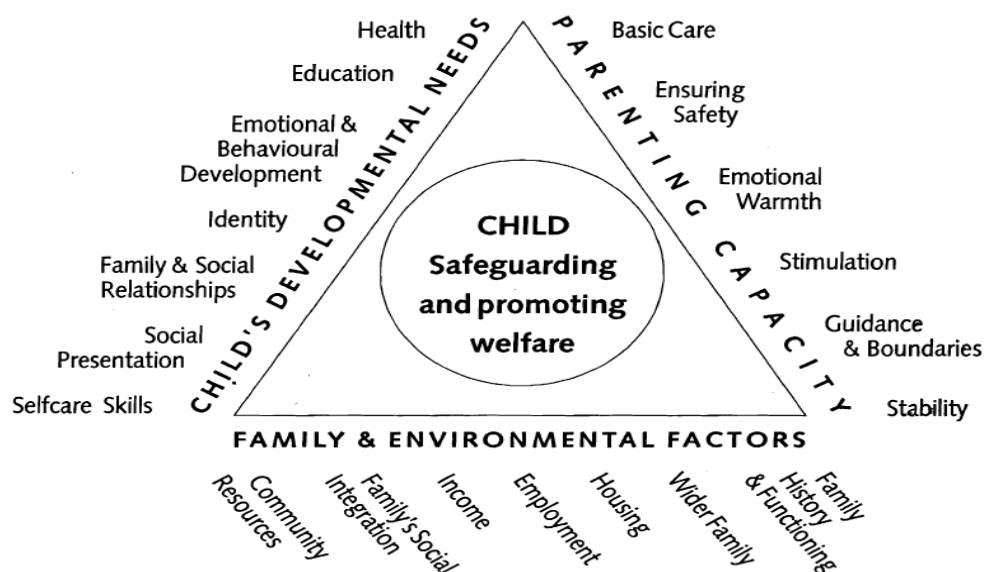 Health
Education
Emotional &
Behavioural
Development
Identity
Family & Social
Relationships
Social
Presentation
Selfcare Skills
CHILD'S DEVELOPMENTAL NEEDS
PARENTING CAPACITY
Basic Care
Ensuring
Safety
Emotional
Warmth
Stimulation
Guidance
& Boundaries
Stability
CHILD
Safeguarding
and promoting
welfare
FAMILY & ENVIRONMENTAL FACTORS
Community
Resources
Family's Social
Integration
Income
Employment
Housing
Wider Family
Family
History
& Functioning